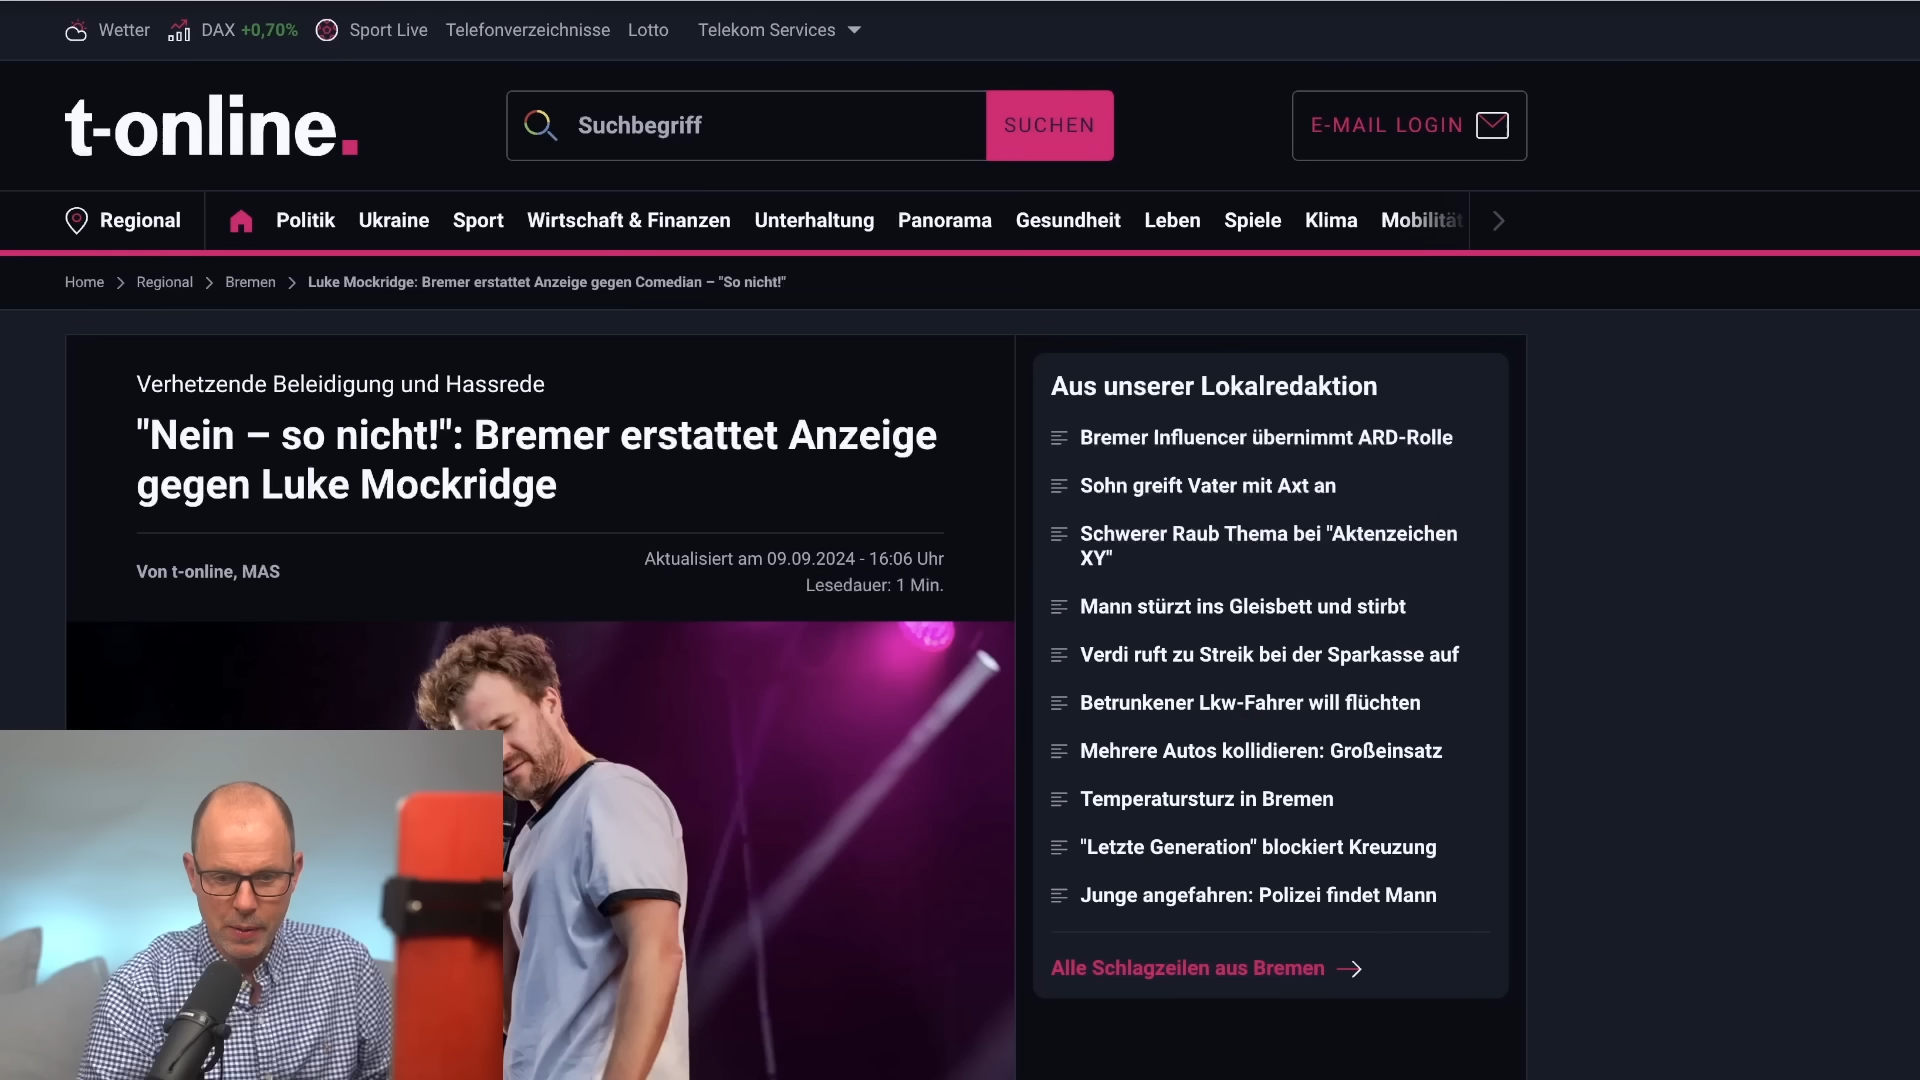 Wetter DAX +0,70% Sport Live Telefonverzeichnisse Lotto Telekom Services
t-online.
Suchbegriff
SUCHEN
E-MAIL LOGIN
Regional Politik Ukraine Sport Wirtschaft & Finanzen Unterhaltung Panorama Gesundheit Leben Spiele Klima Mobilität
Home Regional Bremen Luke Mockridge: Bremer erstattet Anzeige gegen Comedian – "So nicht!"
Verhetzende Beleidigung und Hassrede
"Nein – so nicht!": Bremer erstattet Anzeige
gegen Luke Mockridge
Von t-online, MAS
Aktualisiert am 09.09.2024 - 16:06 Uhr
Lesedauer: 1 Min.
Aus unserer Lokalredaktion
Bremer Influencer übernimmt ARD-Rolle
Sohn greift Vater mit Axt an
Schwerer Raub Thema bei "Aktenzeichen
XY"
Mann stürzt ins Gleisbett und stirbt
Verdi ruft zu Streik bei der Sparkasse auf
Betrunkener Lkw-Fahrer will flüchten
Mehrere Autos kollidieren: Großeinsatz
Temperatursturz in Bremen
"Letzte Generation" blockiert Kreuzung
Junge angefahren: Polizei findet Mann
Alle Schlagzeilen aus Bremen